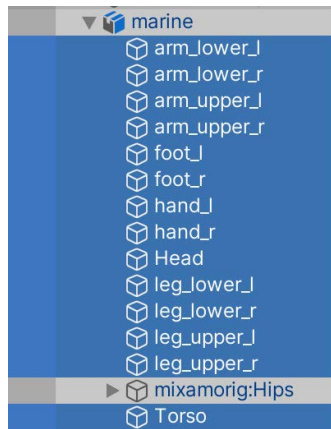 marine
arm_lower_l
arm_lower_r
arm_upper_l
arm_upper_r
foot_l
foot_r
hand_l
hand_r
Head
leg_lower_l
leg_lower_r
leg_upper_l
leg_upper_r
mixamorig:Hips
Torso